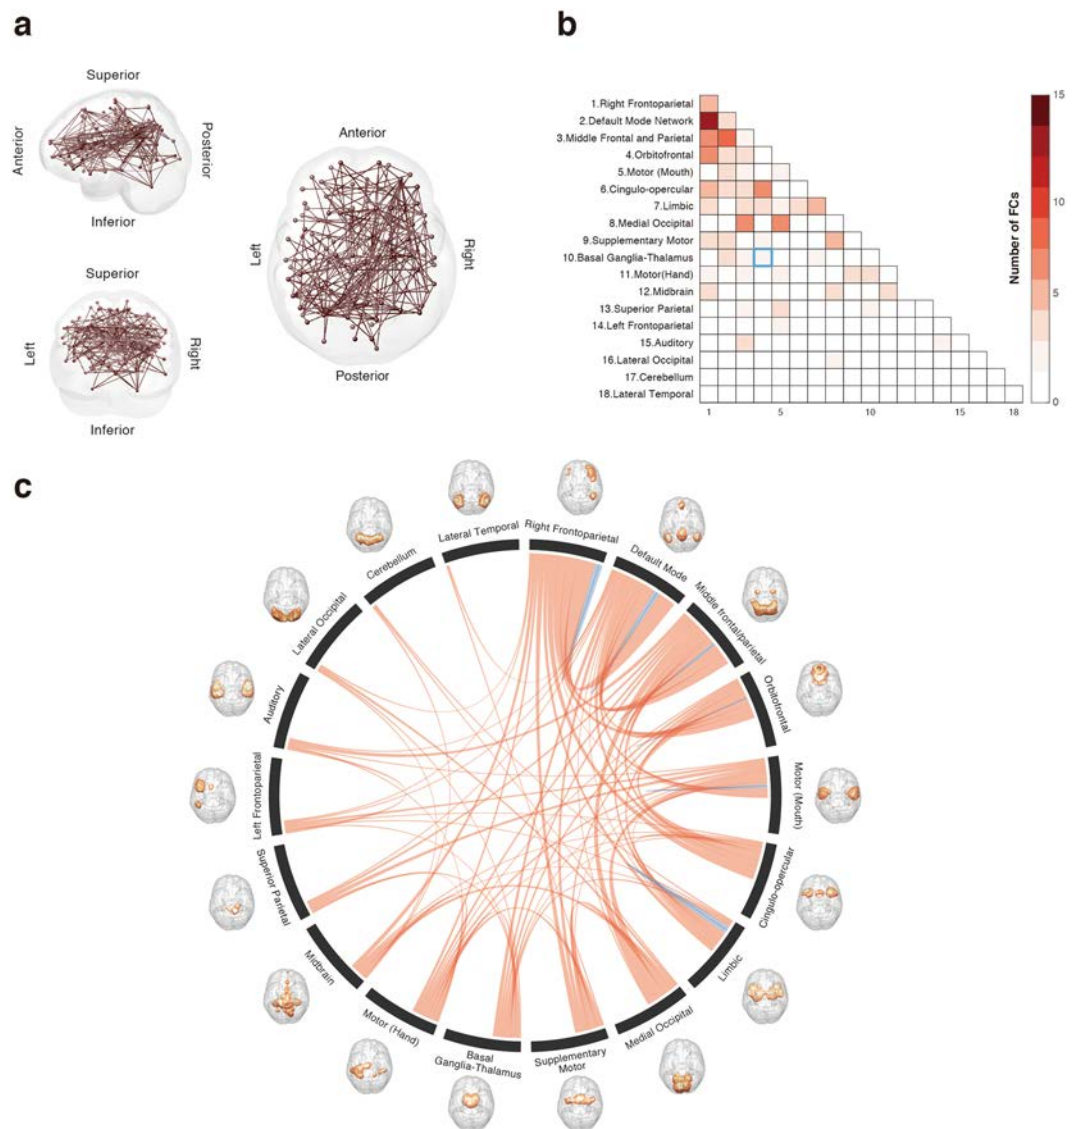 a
Superior
Anterior
Posterior
Inferior
Superior
Left
Right
Inferior
Anterior
Left
Right
Posterior
b
1.Right Frontoparietal
2.Default Mode Network
3.Middle Frontal and Parietal
4.Orbitofrontal
5.Motor (Mouth)
6.Cingulo-opercular
7.Limbic
8.Medial Occipital
9.Supplementary Motor
10.Basal Ganglia-Thalamus
11.Motor(Hand)
12.Midbrain
13.Superior Parietal
14.Left Frontoparietal
15.Auditory
16.Lateral Occipital
17.Cerebellum
18.Lateral Temporal
1 5 10 15 18
Number of FCs
15
10
5
0
c
Right Frontoparietal
Default Mode
Middle frontal/parietal
Orbitofrontal
Motor (Mouth)
Cingulo-opercular
Limbic
Medial Occipital
Supplementary
Motor
Basal
Ganglia-Thalamus
Motor (Hand)
Midbrain
Superior Parietal
Left Frontoparietal
Auditory
Lateral Occipital
Cerebellum
Lateral Temporal